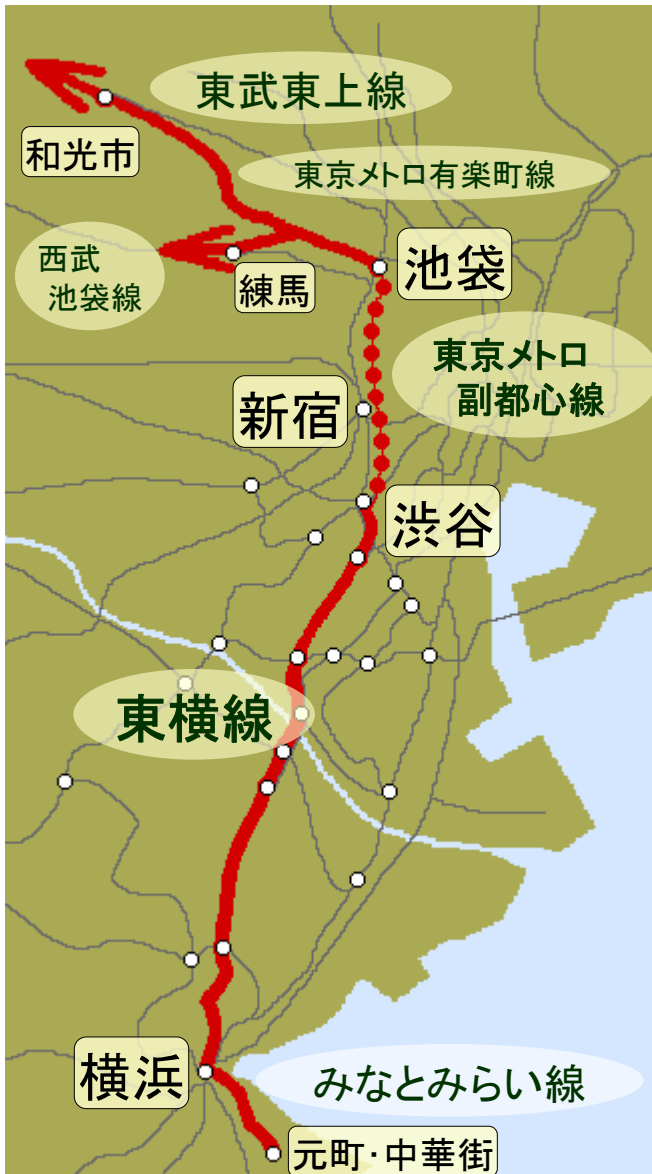 東武東上線
和光市
東京メトロ有楽町線
西武
池袋線
練馬
池袋
東京メトロ
副都心線
新宿
渋谷
東横線
横浜
みなとみらい線
元町・中華街